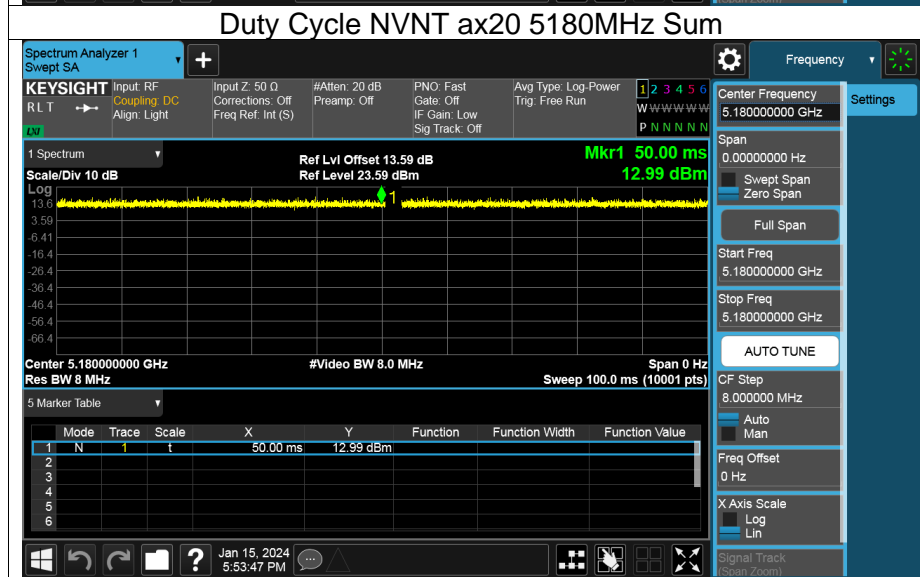 (Span Zoom)
Duty Cycle NVNT ax20 5180MHz Sum
Spectrum Analyzer 1
Swept SA
+
Frequency
KEYSIGHT Input: RF Input Z: 50 Ω #Atten: 20 dB PNO: Fast Avg Type: Log-Power 1 2 3 4 5 6
RLT Coupling: DC Corrections: Off Preamp: Off Gate: Off Trig: Free Run W W W W W W
Align: Light Freq Ref: Int (S) IF Gain: Low
LXI Sig Track: Off P N N N N N
Center Frequency
5.180000000 GHz
Settings
Span
0.00000000 Hz
Swept Span
Zero Span
Full Span
Start Freq
5.180000000 GHz
Stop Freq
5.180000000 GHz
AUTO TUNE
CF Step
8.000000 MHz
Auto
Man
Freq Offset
0 Hz
X Axis Scale
Log
Lin
Signal Track
(Span Zoom)
1 Spectrum Ref Lvl Offset 13.59 dB Mkr1 50.00 ms
Scale/Div 10 dB Ref Level 23.59 dBm 12.99 dBm
Log
1
13.6
3.59
-6.41
-16.4
-26.4
-36.4
-46.4
-56.4
-66.4
Center 5.180000000 GHz #Video BW 8.0 MHz Span 0 Hz
Res BW 8 MHz Sweep 100.0 ms (10001 pts)
5 Marker Table
Mode Trace Scale X Y Function Function Width Function Value
1 N 1 t 50.00 ms 12.99 dBm
2
3
4
5
6
? Jan 15, 2024
5:53:47 PM